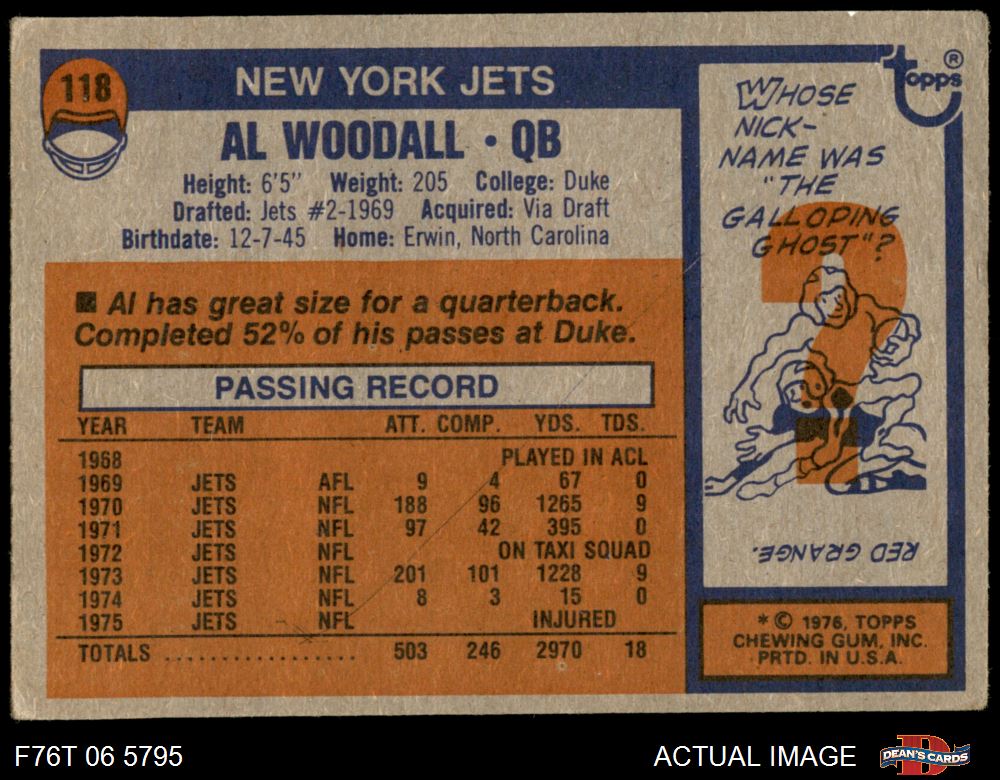 118
NEW YORK JETS
AL WOODALL • QB
Height: 6'5" Weight: 205 College: Duke
Drafted: Jets #2-1969 Acquired: Via Draft
Birthdate: 12-7-45 Home: Erwin, North Carolina
■ Al has great size for a quarterback.
Completed 52% of his passes at Duke.
PASSING RECORD
YEAR TEAM ATT. COMP. YDS. TDS.
1968 PLAYED IN ACL
1969 JETS AFL 9 4 67 0
1970 JETS NFL 188 96 1265 9
1971 JETS NFL 97 42 395 0
1972 JETS NFL ON TAXI SQUAD
1973 JETS NFL 201 101 1228 9
1974 JETS NFL 8 3 15 0
1975 JETS NFL INJURED
TOTALS .................. 503 246 2970 18
topps ®
WHOSE
NICK-
NAME WAS
"THE
GALLOPING
GHOST"?
RED GRANGE.
* © 1976, TOPPS
CHEWING GUM, INC.
PRTD. IN U.S.A.
F76T 06 5795
ACTUAL IMAGE
DEAN'S CARDS